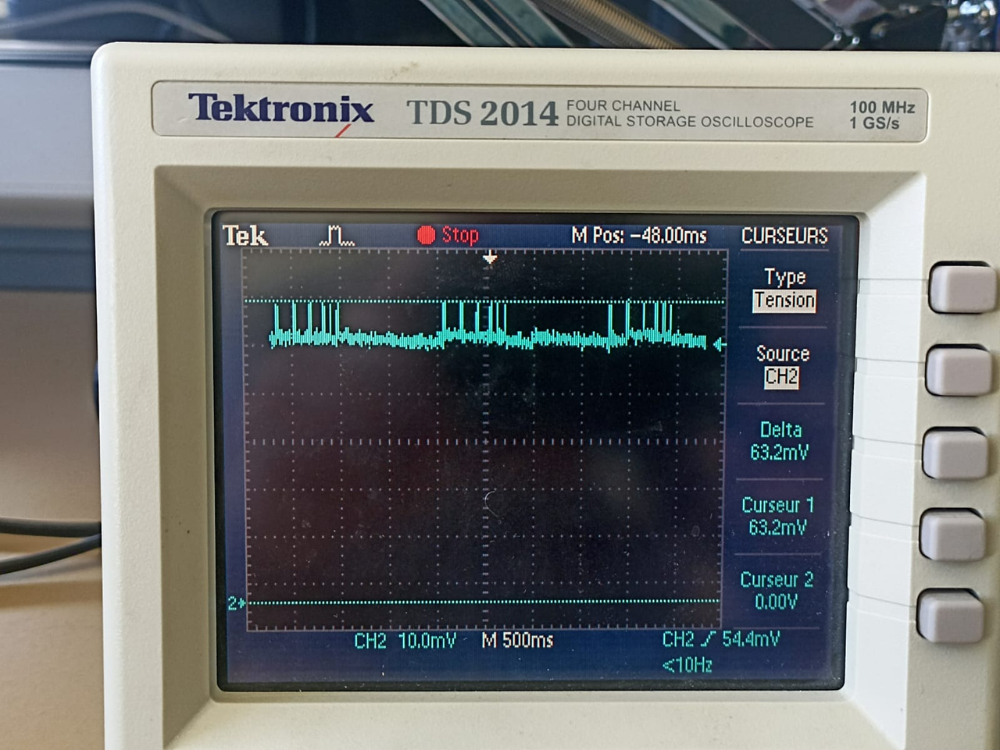 Tektronix TDS 2014 FOUR CHANNEL
DIGITAL STORAGE OSCILLOSCOPE
100 MHz
1 GS/s
Tek Stop M Pos: -48.00ms CURSEURS
Type
Tension
Source
CH2
Delta
63.2mV
Curseur 1
63.2mV
Curseur 2
0.00V
2
CH2 10.0mV M 500ms CH2 54.4mV
<10Hz